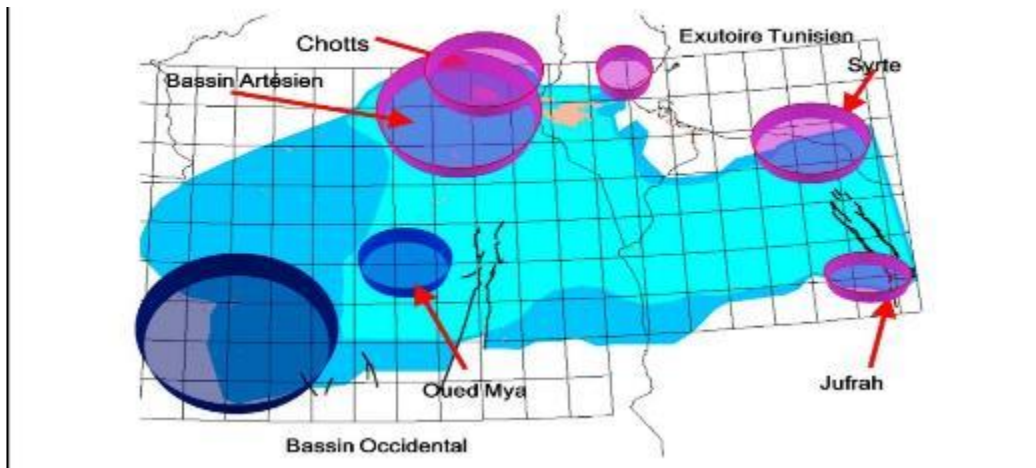 Exutoire Tunisien
Chotts
Syrte
Bassin Artésien
Jufrah
Oued Mya
Bassin Occidental